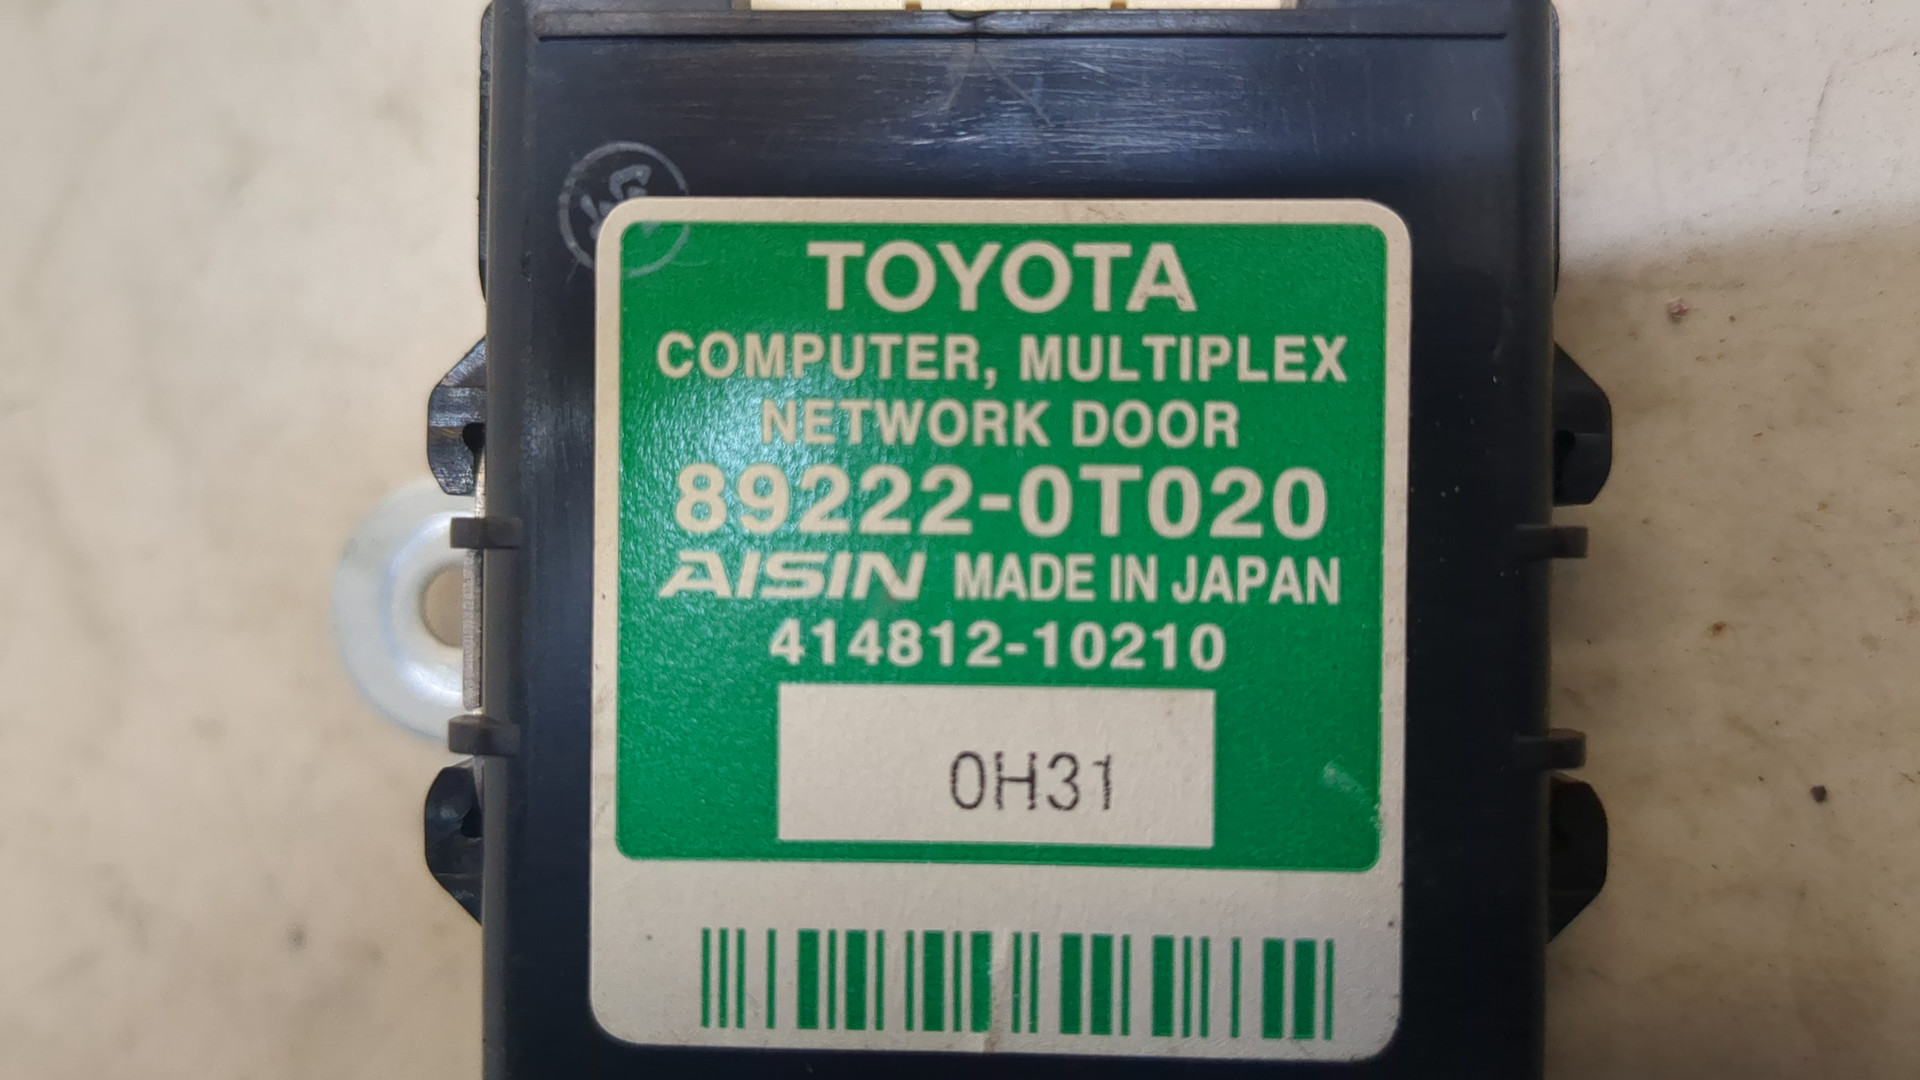 TOYOTA
COMPUTER, MULTIPLEX
NETWORK DOOR
89222-0T020
AISIN MADE IN JAPAN
414812-10210
0H31